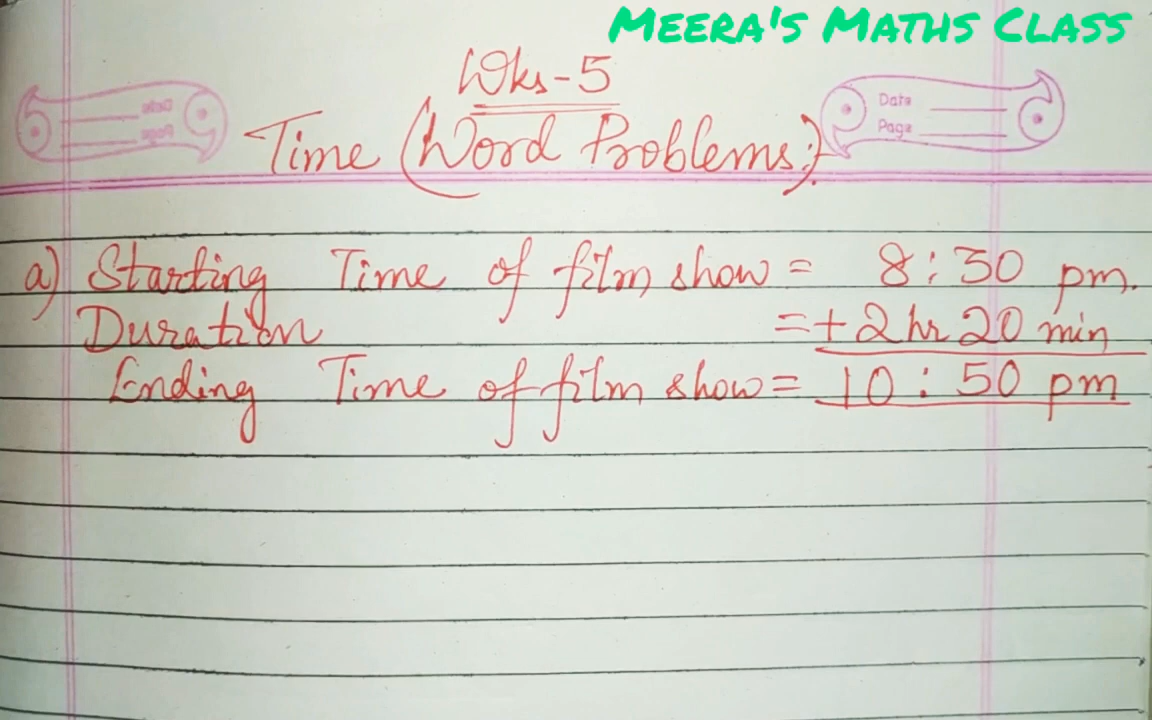 MEERA'S MATHS CLASS
Wks-5
Date
Page
Time (Word Problems:)
a) Starting Time of film show = 8:30 pm.
Duration =+2 hr 20 min
Ending Time of film show = 10:50 pm